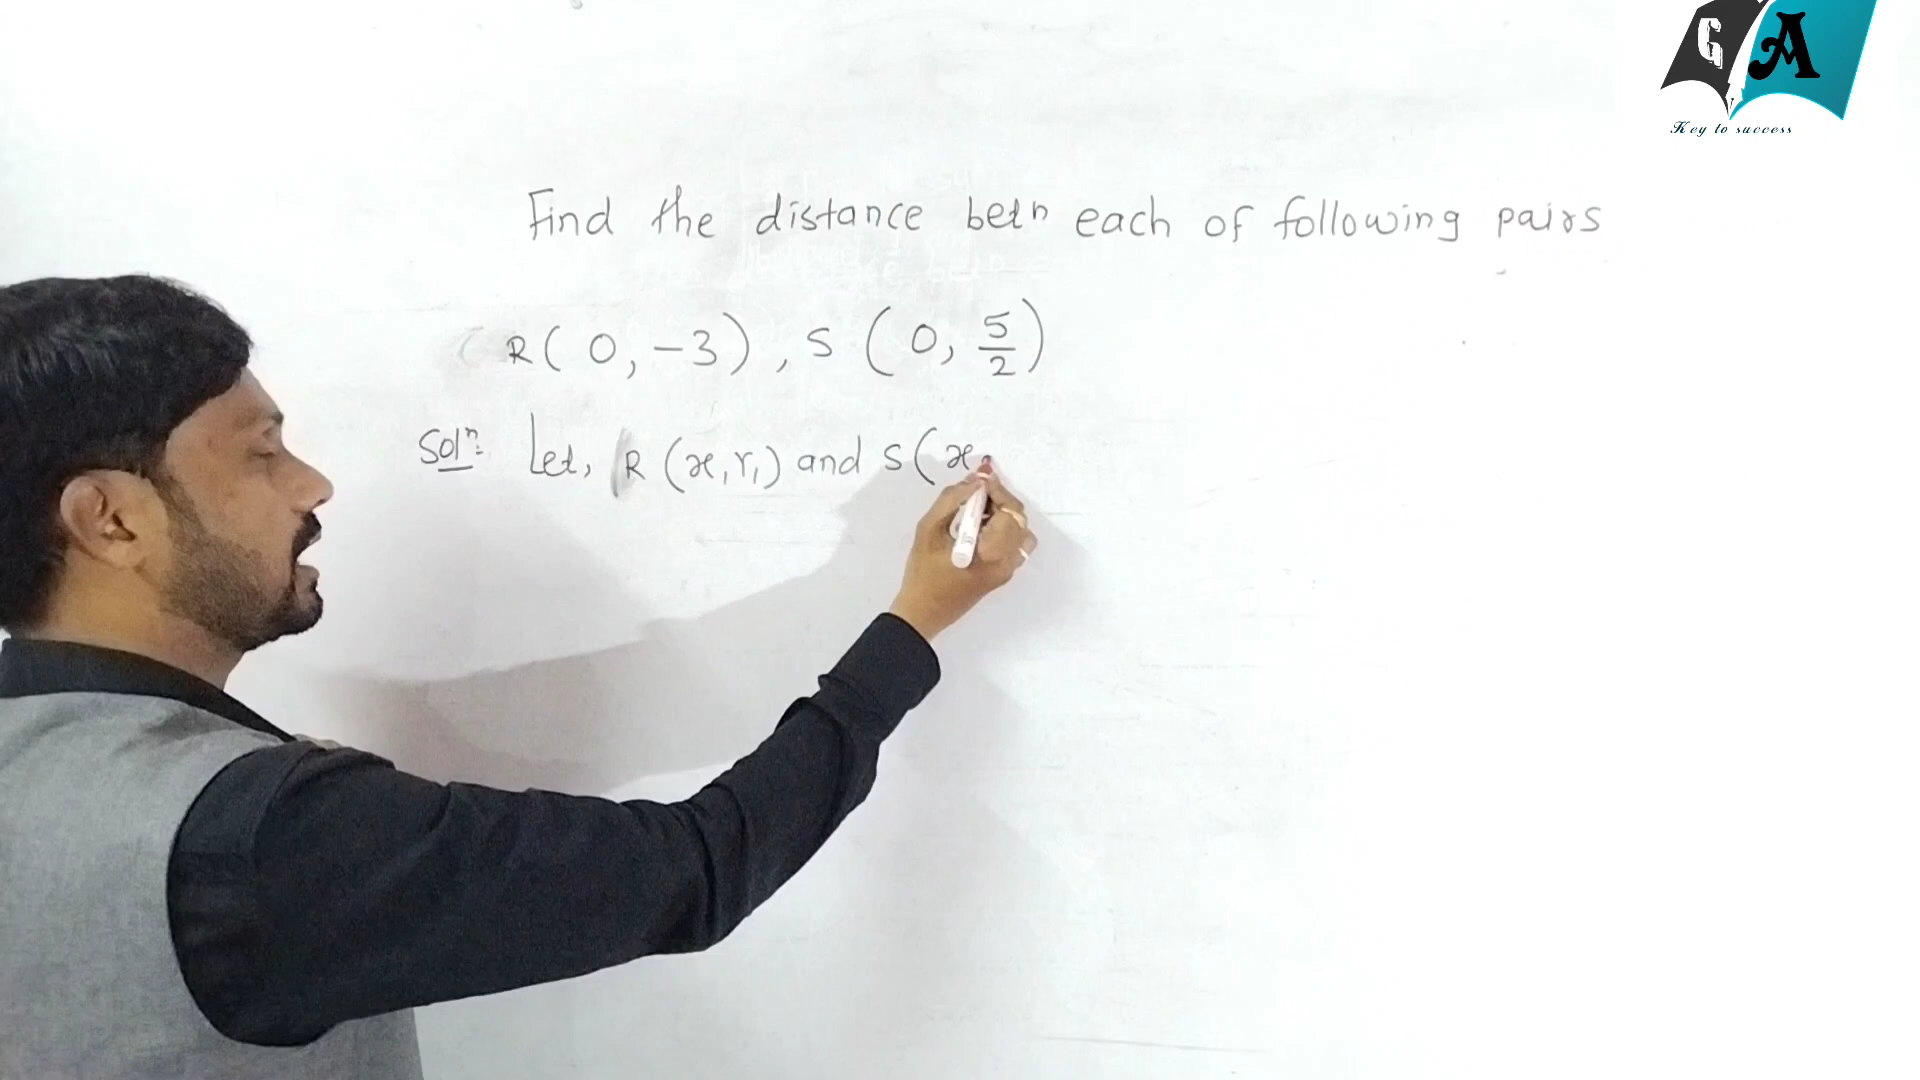 G A
Key to success
Find the distance betn each of following pairs
R( 0, -3 ) , S ( 0, 5/2 )
Soln: Let, R (x, Y1) and S ( x